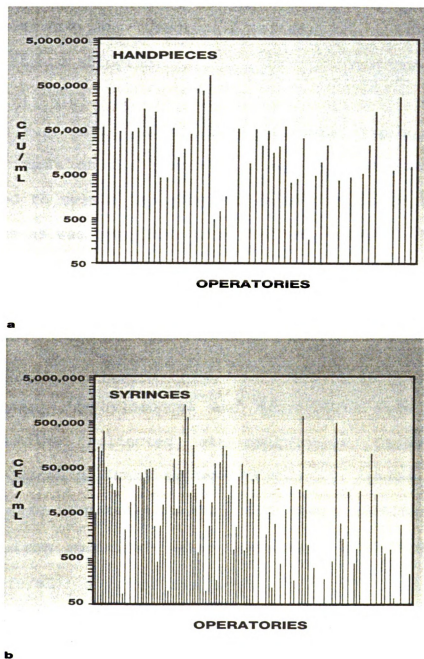 5,000,000
HANDPIECES
500,000
50,000
5,000
500
50
CFU/mL
OPERATORIES
a
5,000,000
SYRINGES
500,000
50,000
5,000
500
50
CFU/mL
OPERATORIES
b